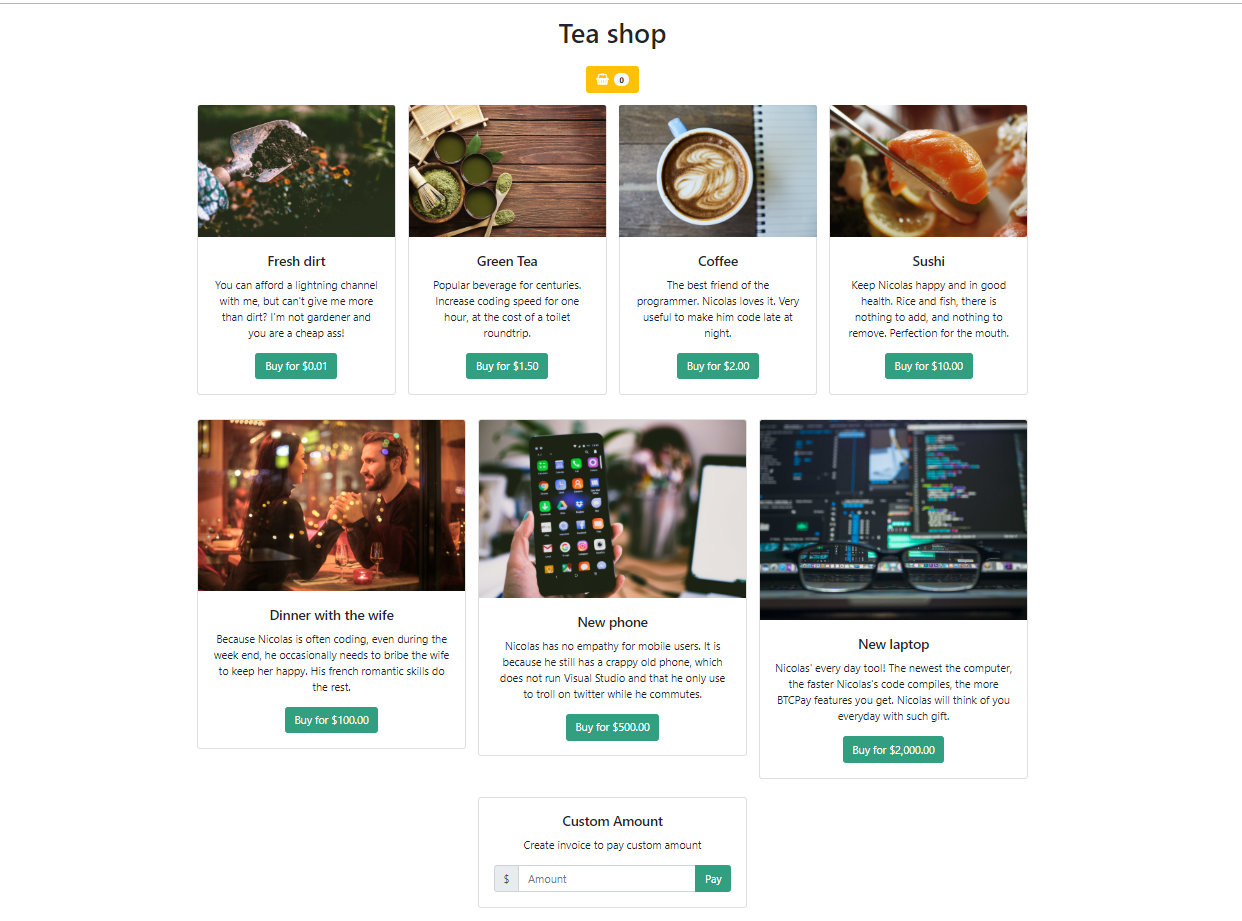 Tea shop
0
Fresh dirt
You can afford a lightning channel
with me, but can't give me more
than dirt? I'm not gardener and
you are a cheap ass!
Buy for $0.01
Green Tea
Popular beverage for centuries.
Increase coding speed for one
hour, at the cost of a toilet
roundtrip.
Buy for $1.50
Coffee
The best friend of the
programmer. Nicolas loves it. Very
useful to make him code late at
night.
Buy for $2.00
Sushi
Keep Nicolas happy and in good
health. Rice and fish, there is
nothing to add, and nothing to
remove. Perfection for the mouth.
Buy for $10.00
Dinner with the wife
Because Nicolas is often coding, even during the
week end, he occasionally needs to bribe the wife
to keep her happy. His french romantic skills do
the rest.
Buy for $100.00
New phone
Nicolas has no empathy for mobile users. It is
because he still has a crappy old phone, which
does not run Visual Studio and that he only use
to troll on twitter while he commutes.
Buy for $500.00
New laptop
Nicolas' every day tool! The newest the computer,
the faster Nicolas's code compiles, the more
BTCPay features you get. Nicolas will think of you
everyday with such gift.
Buy for $2,000.00
Custom Amount
Create invoice to pay custom amount
$ Amount Pay